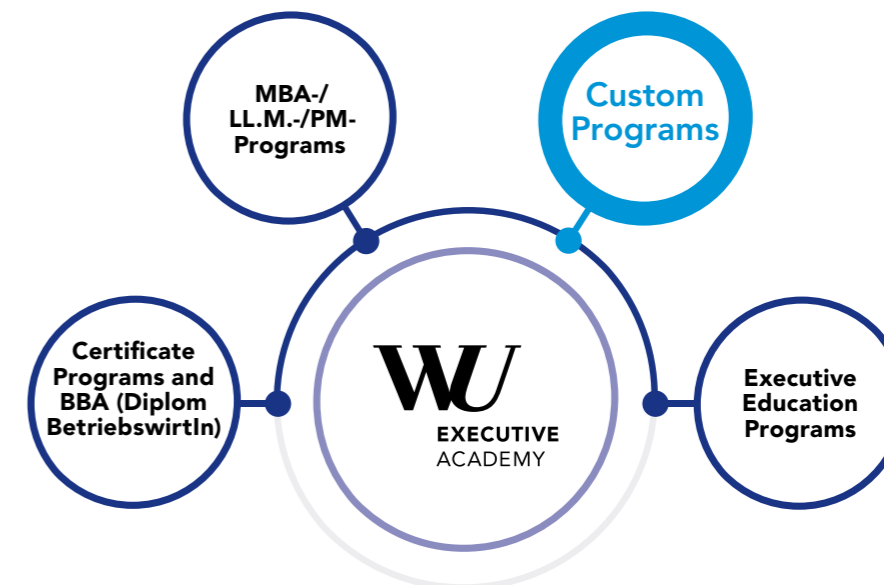 MBA-/
LL.M.-/PM-
Programs
Custom
Programs
Certificate
Programs and
BBA (Diplom
BetriebswirtIn)
WU
EXECUTIVE
ACADEMY
Executive
Education
Programs